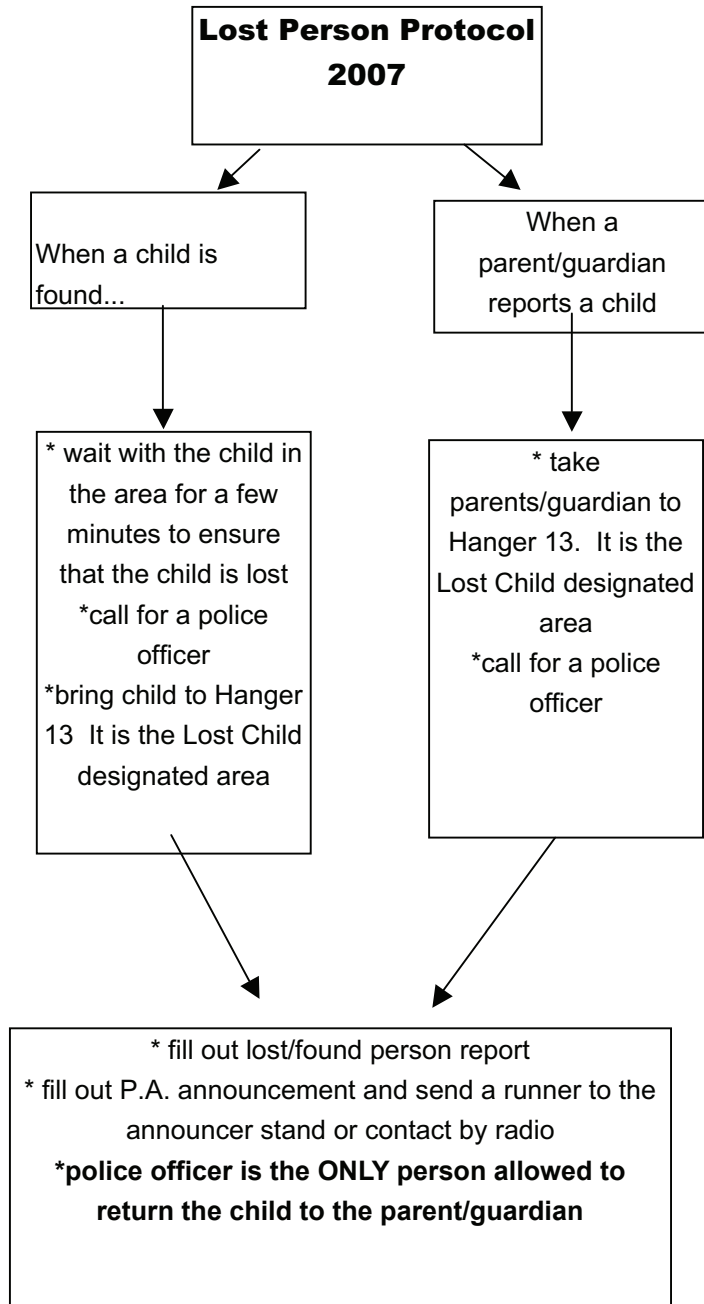 Lost Person Protocol
2007
When a child is
found...
When a
parent/guardian
reports a child
* wait with the child in
the area for a few
minutes to ensure
that the child is lost
*call for a police
officer
*bring child to Hanger
13  It is the Lost Child
designated area
* take
parents/guardian to
Hanger 13.  It is the
Lost Child designated
area
*call for a police
officer
* fill out lost/found person report
* fill out P.A. announcement and send a runner to the
announcer stand or contact by radio
*police officer is the ONLY person allowed to
return the child to the parent/guardian